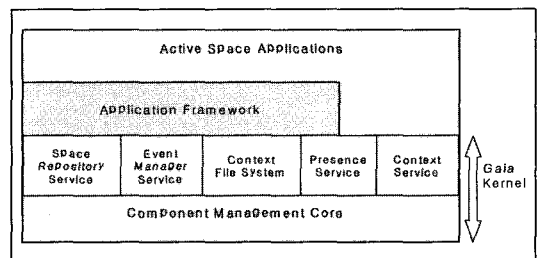 Active Space Applications
Application Framework
Space
Repository
Service
Event
Manager
Service
Context
File System
Presence
Service
Context
Service
Gaia
Kernel
Component Management Core